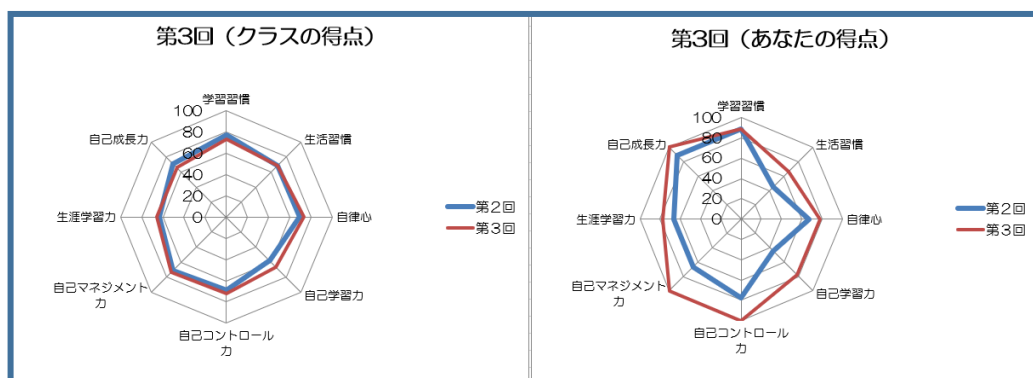 第3回（クラスの得点）
学習習慣
生活習慣
自律心
自己学習力
自己コントロール
力
自己マネジメント
力
生涯学習力
自己成長力
100
80
60
40
20
0
第2回
第3回
第3回（あなたの得点）
学習習慣
生活習慣
自律心
自己学習力
自己コントロール
力
自己マネジメント
力
生涯学習力
自己成長力
100
80
60
40
20
0
第2回
第3回